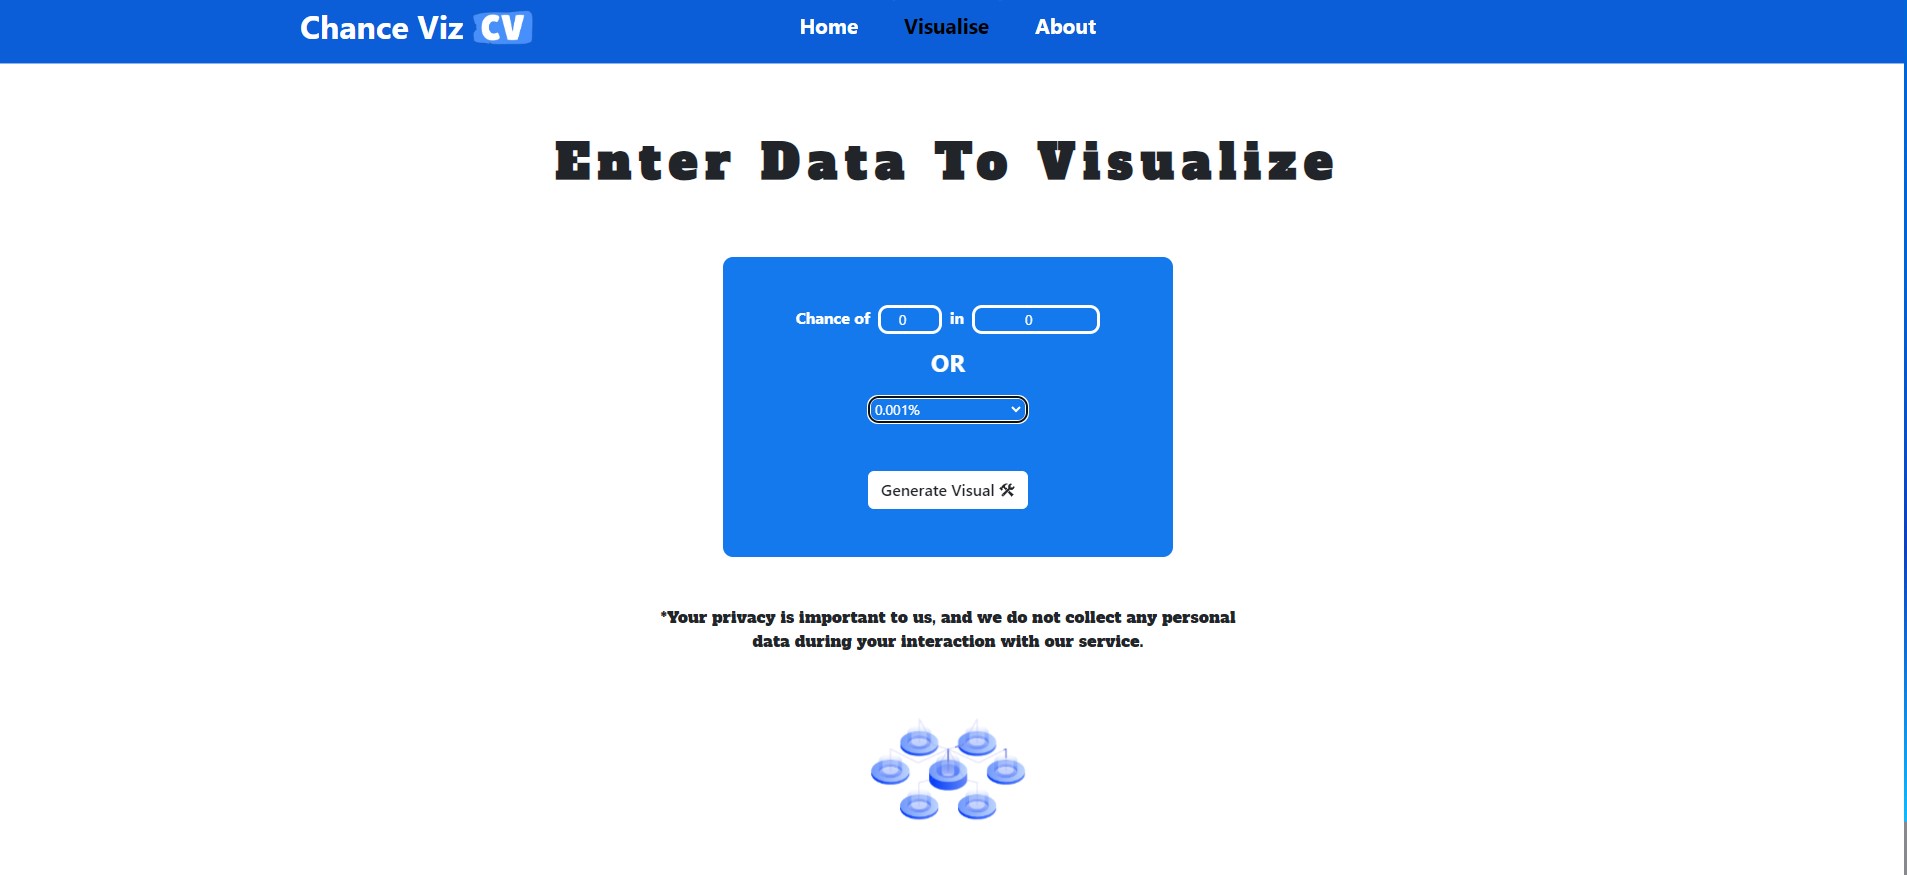 Chance Viz CV Home Visualise About
Enter Data To Visualize
Chance of 0 in 0
OR
0.001%
Generate Visual 🛠
*Your privacy is important to us, and we do not collect any personal
data during your interaction with our service.